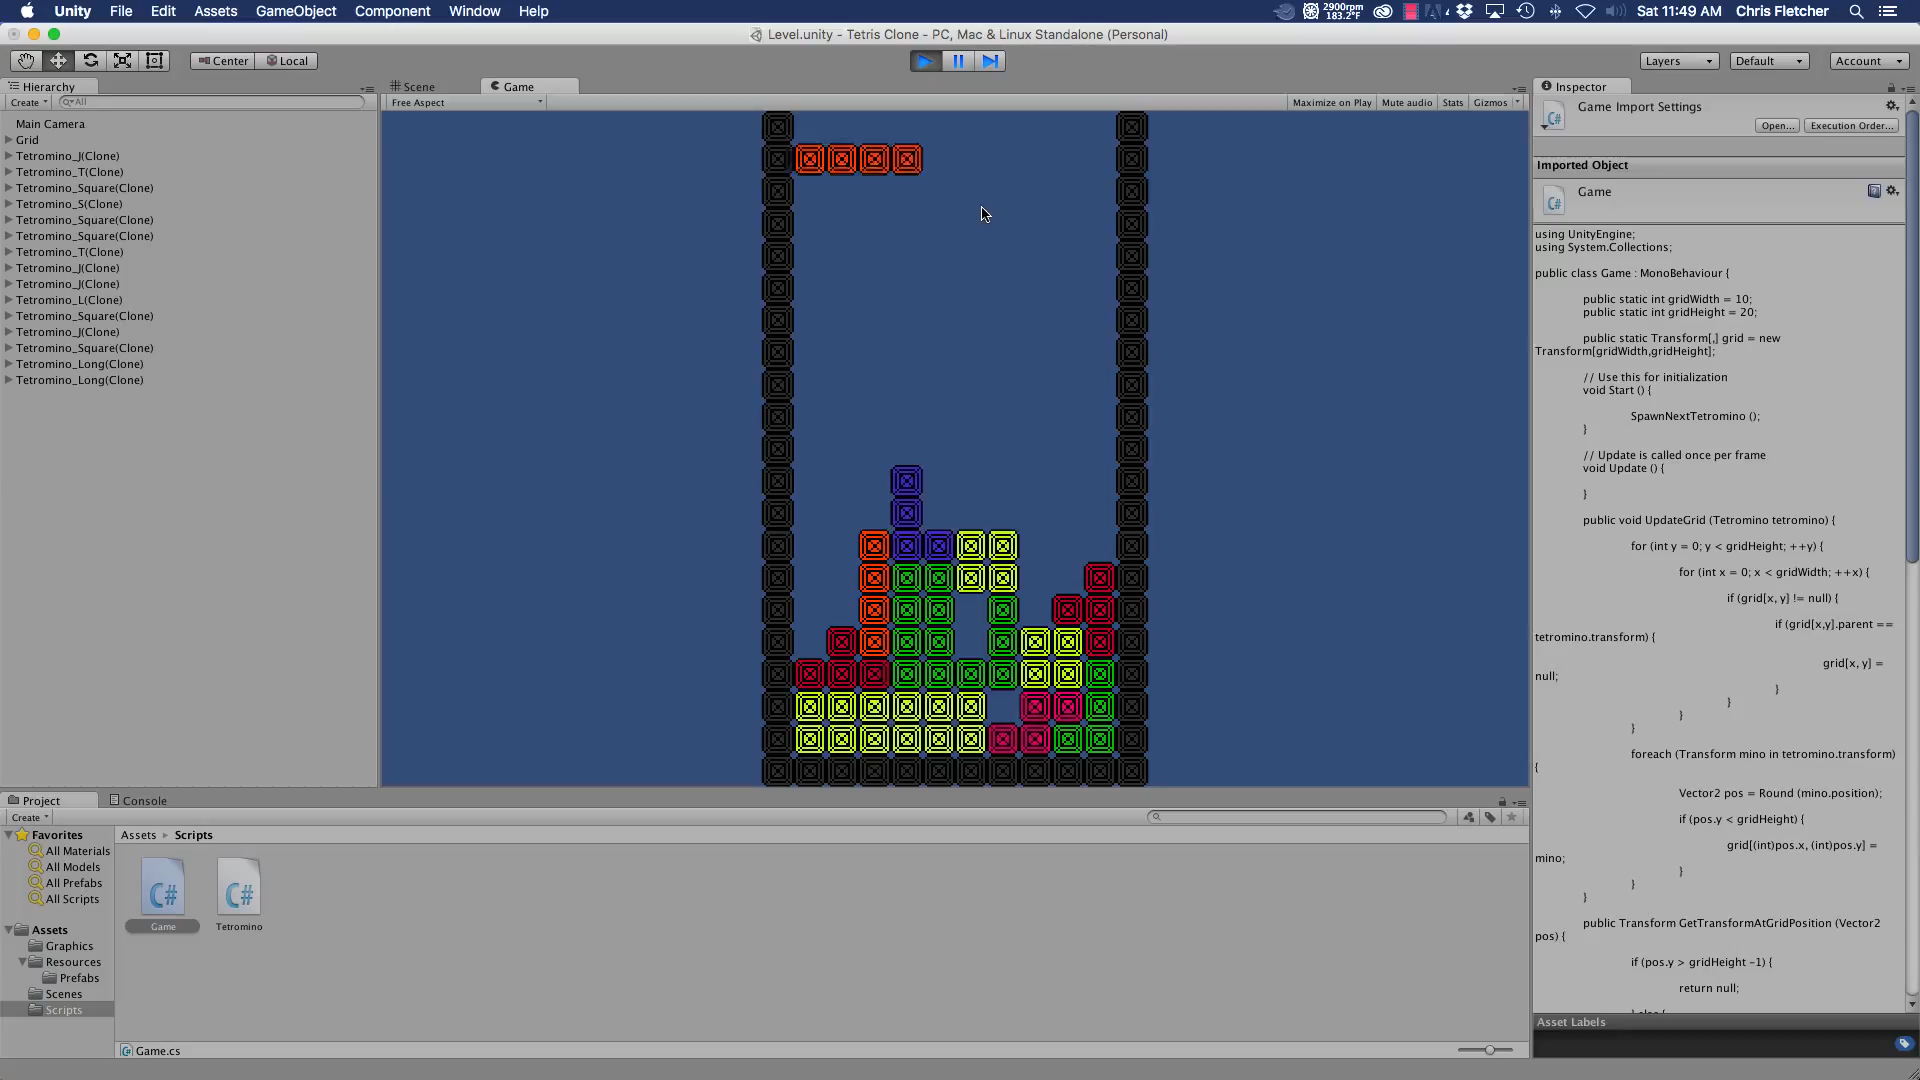 Unity File Edit Assets GameObject Component Window Help
2900rpm
183.2°F
Sat 11:49 AM Chris Fletcher
Level.unity - Tetris Clone - PC, Mac & Linux Standalone (Personal)
Center Local
Layers Default Account
Hierarchy
Create All
Main Camera
Grid
Tetromino_J(Clone)
Tetromino_T(Clone)
Tetromino_Square(Clone)
Tetromino_S(Clone)
Tetromino_Square(Clone)
Tetromino_Square(Clone)
Tetromino_T(Clone)
Tetromino_J(Clone)
Tetromino_J(Clone)
Tetromino_L(Clone)
Tetromino_Square(Clone)
Tetromino_J(Clone)
Tetromino_Square(Clone)
Tetromino_Long(Clone)
Tetromino_Long(Clone)
Scene Game
Free Aspect Maximize on Play Mute audio Stats Gizmos
Inspector
Game Import Settings
Open... Execution Order...
Imported Object
Game
using UnityEngine;
using System.Collections;
public class Game : MonoBehaviour {
public static int gridWidth = 10;
public static int gridHeight = 20;
public static Transform[,] grid = new
Transform[gridWidth,gridHeight];
// Use this for initialization
void Start () {
SpawnNextTetromino ();
}
// Update is called once per frame
void Update () {
}
public void UpdateGrid (Tetromino tetromino) {
for (int y = 0; y < gridHeight; ++y) {
for (int x = 0; x < gridWidth; ++x) {
if (grid[x, y] != null) {
if (grid[x,y].parent ==
tetromino.transform) {
grid[x, y] =
null;
}
}
}
}
foreach (Transform mino in tetromino.transform)
{
Vector2 pos = Round (mino.position);
if (pos.y < gridHeight) {
grid[(int)pos.x, (int)pos.y] =
mino;
}
}
}
public Transform GetTransformAtGridPosition (Vector2
pos) {
if (pos.y > gridHeight -1) {
return null;
Asset Labels
Project Console
Create
Favorites
All Materials
All Models
All Prefabs
All Scripts
Assets
Graphics
Resources
Prefabs
Scenes
Scripts
Assets Scripts
C# C#
Game Tetromino
Game.cs